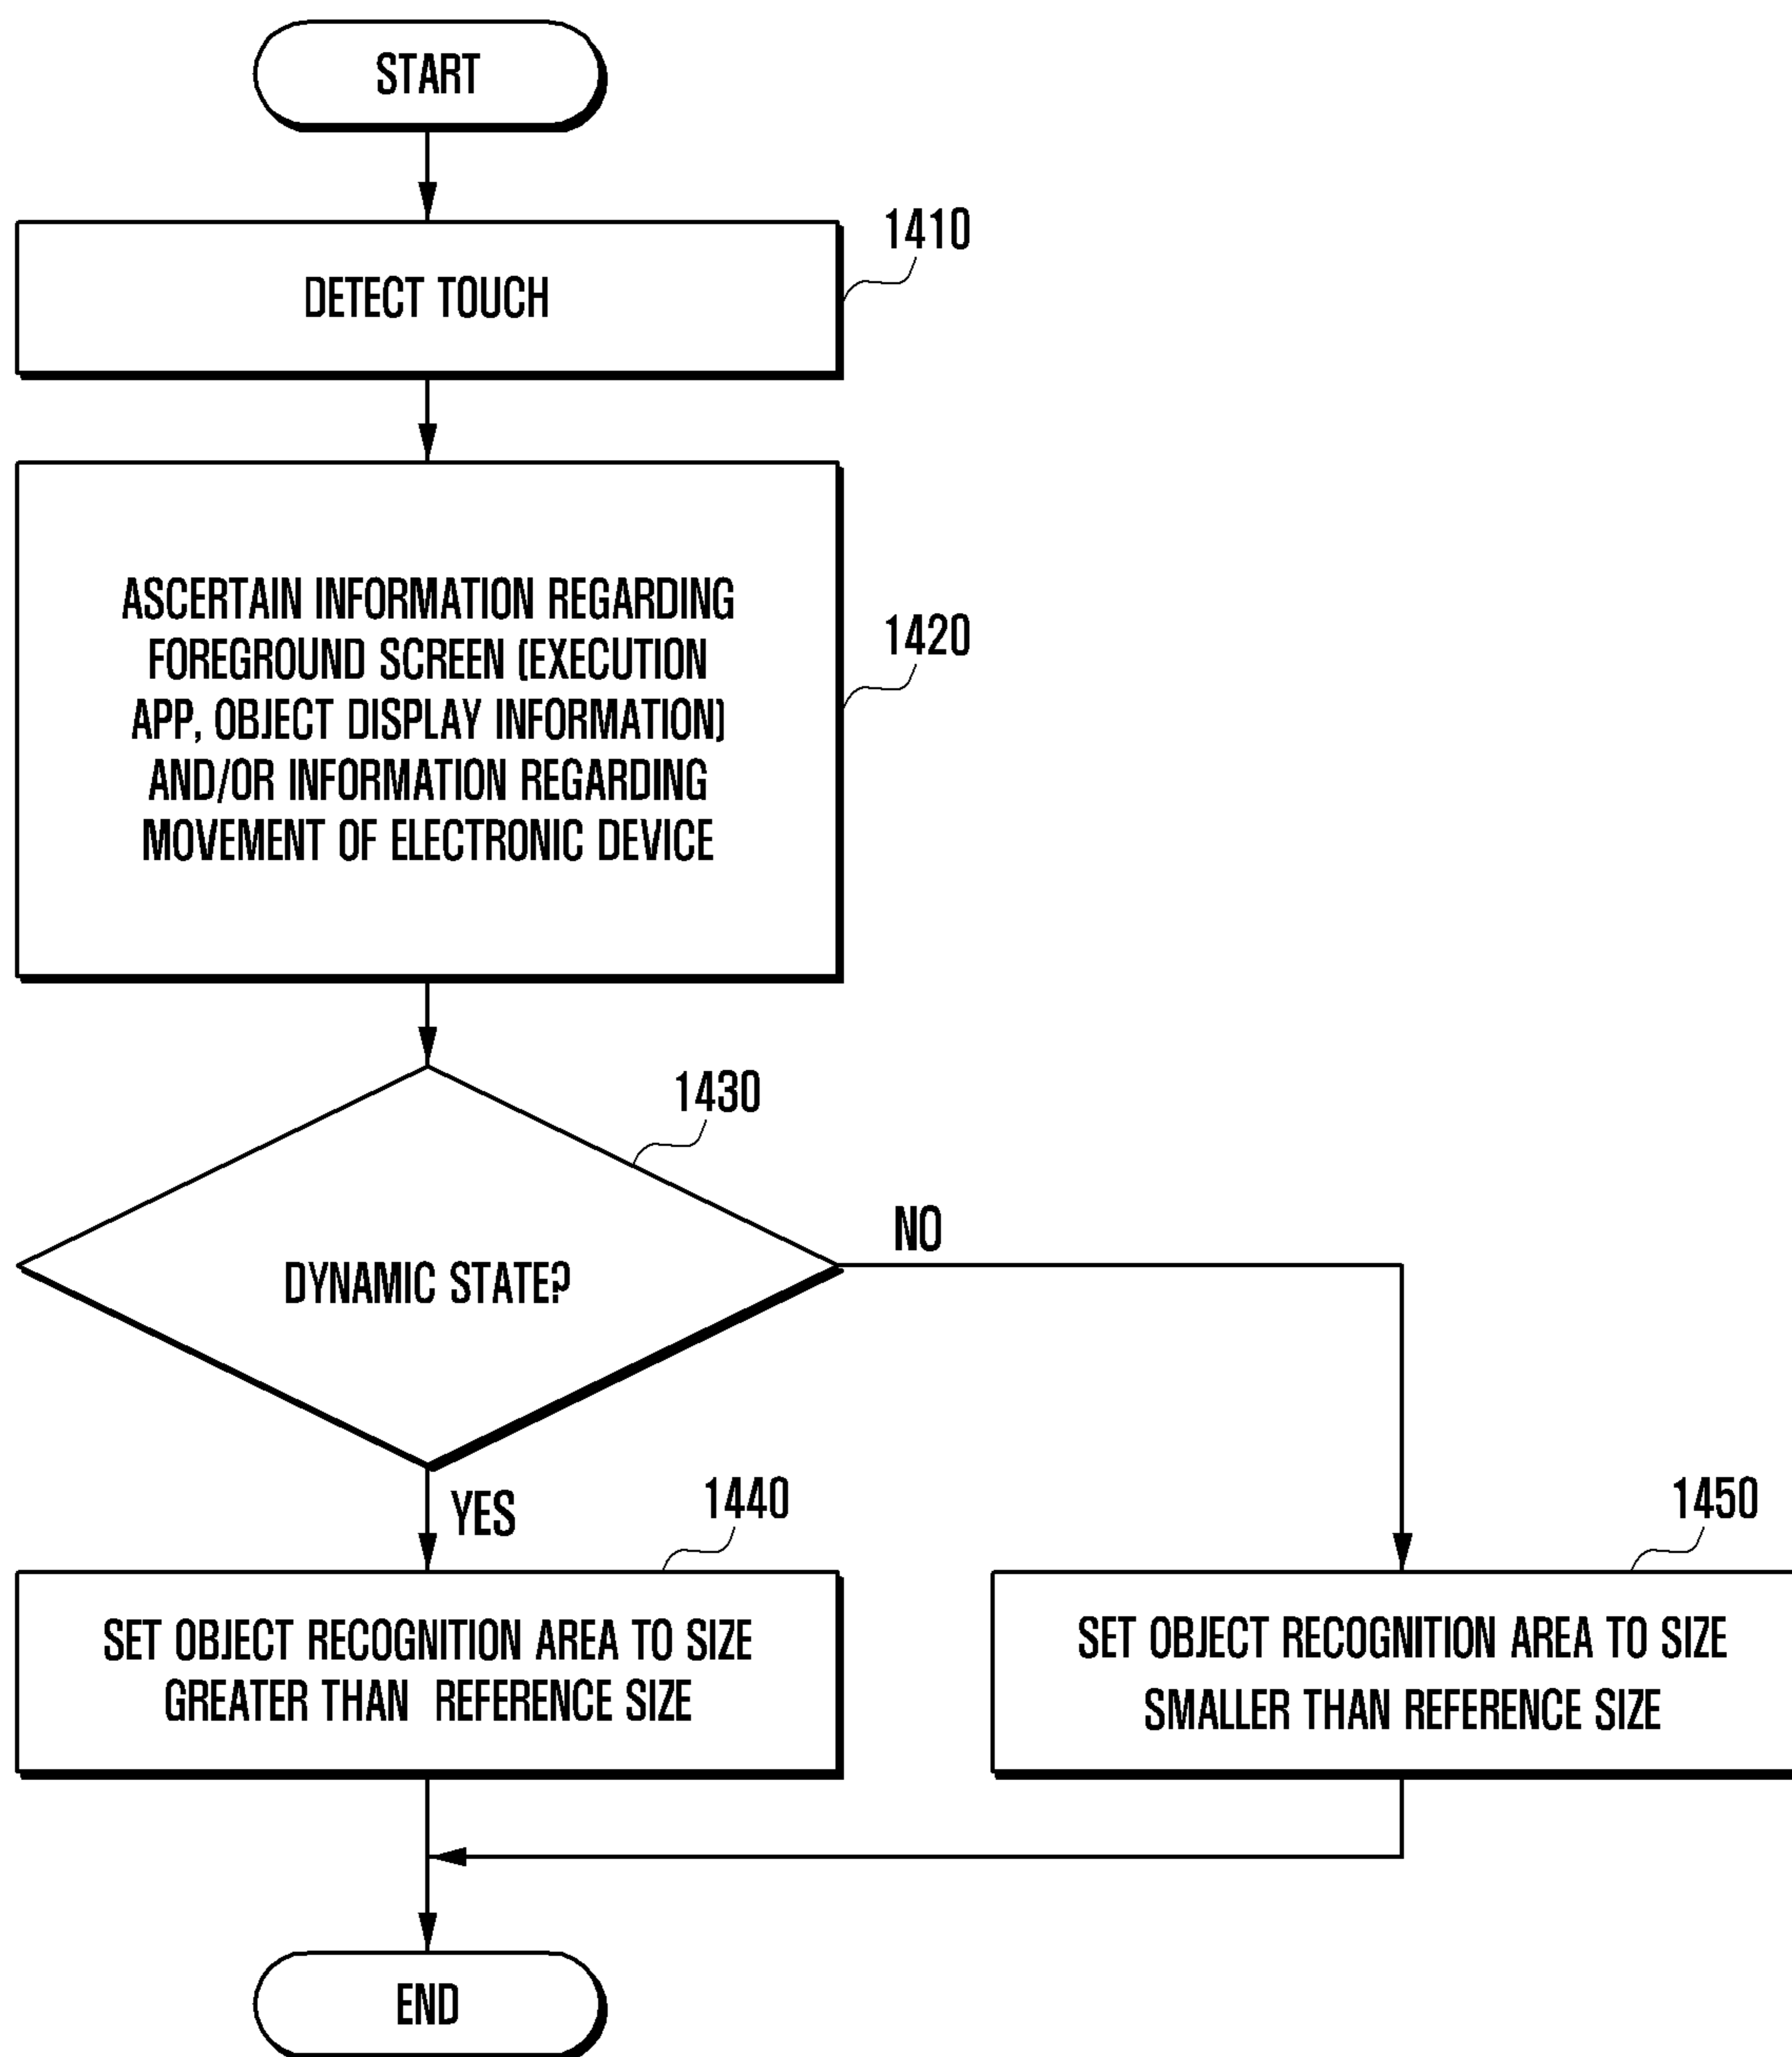 START
1410
DETECT TOUCH
1420
ASCERTAIN INFORMATION REGARDING
FOREGROUND SCREEN (EXECUTION
APP, OBJECT DISPLAY INFORMATION)
AND/OR INFORMATION REGARDING
MOVEMENT OF ELECTRONIC DEVICE
1430
DYNAMIC STATE?
NO
YES
1440
SET OBJECT RECOGNITION AREA TO SIZE
GREATER THAN REFERENCE SIZE
1450
SET OBJECT RECOGNITION AREA TO SIZE
SMALLER THAN REFERENCE SIZE
END